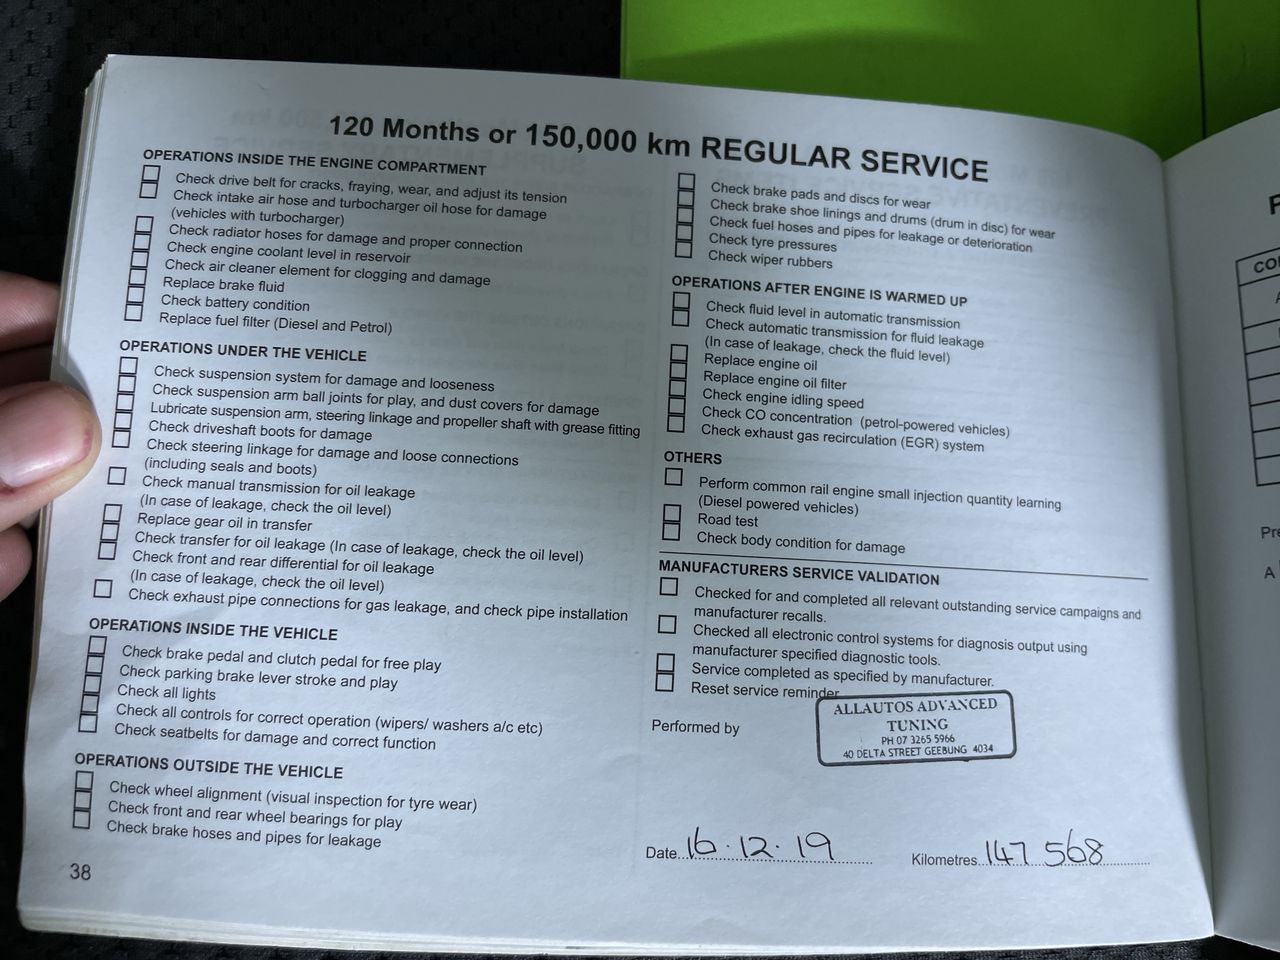 120 Months or 150,000 km REGULAR SERVICE
OPERATIONS INSIDE THE ENGINE COMPARTMENT
Check drive belt for cracks, fraying, wear, and adjust its tension
Check intake air hose and turbocharger oil hose for damage
(vehicles with turbocharger)
Check radiator hoses for damage and proper connection
Check engine coolant level in reservoir
Check air cleaner element for clogging and damage
Replace brake fluid
Check battery condition
Replace fuel filter (Diesel and Petrol)
OPERATIONS UNDER THE VEHICLE
Check suspension system for damage and looseness
Check suspension arm ball joints for play, and dust covers for damage
Lubricate suspension arm, steering linkage and propeller shaft with grease fitting
Check driveshaft boots for damage
Check steering linkage for damage and loose connections
(including seals and boots)
Check manual transmission for oil leakage
(In case of leakage, check the oil level)
Replace gear oil in transfer
Check transfer for oil leakage (In case of leakage, check the oil level)
Check front and rear differential for oil leakage
(In case of leakage, check the oil level)
Check exhaust pipe connections for gas leakage, and check pipe installation
OPERATIONS INSIDE THE VEHICLE
Check brake pedal and clutch pedal for free play
Check parking brake lever stroke and play
Check all lights
Check all controls for correct operation (wipers/ washers a/c etc)
Check seatbelts for damage and correct function
OPERATIONS OUTSIDE THE VEHICLE
Check wheel alignment (visual inspection for tyre wear)
Check front and rear wheel bearings for play
Check brake hoses and pipes for leakage
38
Check brake pads and discs for wear
Check brake shoe linings and drums (drum in disc) for wear
Check fuel hoses and pipes for leakage or deterioration
Check tyre pressures
Check wiper rubbers
OPERATIONS AFTER ENGINE IS WARMED UP
Check fluid level in automatic transmission
Check automatic transmission for fluid leakage
(In case of leakage, check the fluid level)
Replace engine oil
Replace engine oil filter
Check engine idling speed
Check CO concentration (petrol-powered vehicles)
Check exhaust gas recirculation (EGR) system
OTHERS
Perform common rail engine small injection quantity learning
(Diesel powered vehicles)
Road test
Check body condition for damage
MANUFACTURERS SERVICE VALIDATION
Checked for and completed all relevant outstanding service campaigns and
manufacturer recalls.
Checked all electronic control systems for diagnosis output using
manufacturer specified diagnostic tools.
Service completed as specified by manufacturer.
Reset service reminder
Performed by
ALLAUTOS ADVANCED
TUNING
PH 07 3265 5966
40 DELTA STREET GEEBUNG 4034
Date 16.12.19
Kilometres 147 568